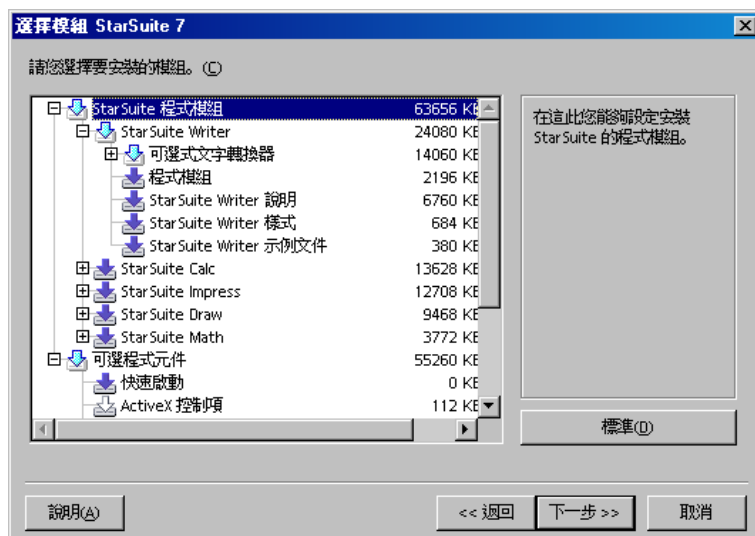 選擇模組 StarSuite 7
請您選擇要安裝的模組。(C)
StarSuite 程式模組 63656 KB
StarSuite Writer 24080 KB
可選式文字轉換器 14060 KB
程式模組 2196 KB
StarSuite Writer 說明 6760 KB
StarSuite Writer 樣式 684 KB
StarSuite Writer 示例文件 380 KB
StarSuite Calc 13628 KB
StarSuite Impress 12708 KB
StarSuite Draw 9468 KB
StarSuite Math 3772 KB
可選程式元件 55260 KB
快速啟動 0 KB
ActiveX 控制項 112 KB
在這此您能夠設定安裝
StarSuite 的程式模組。
標準(D)
說明(A)
<< 返回
下一步 >>
取消